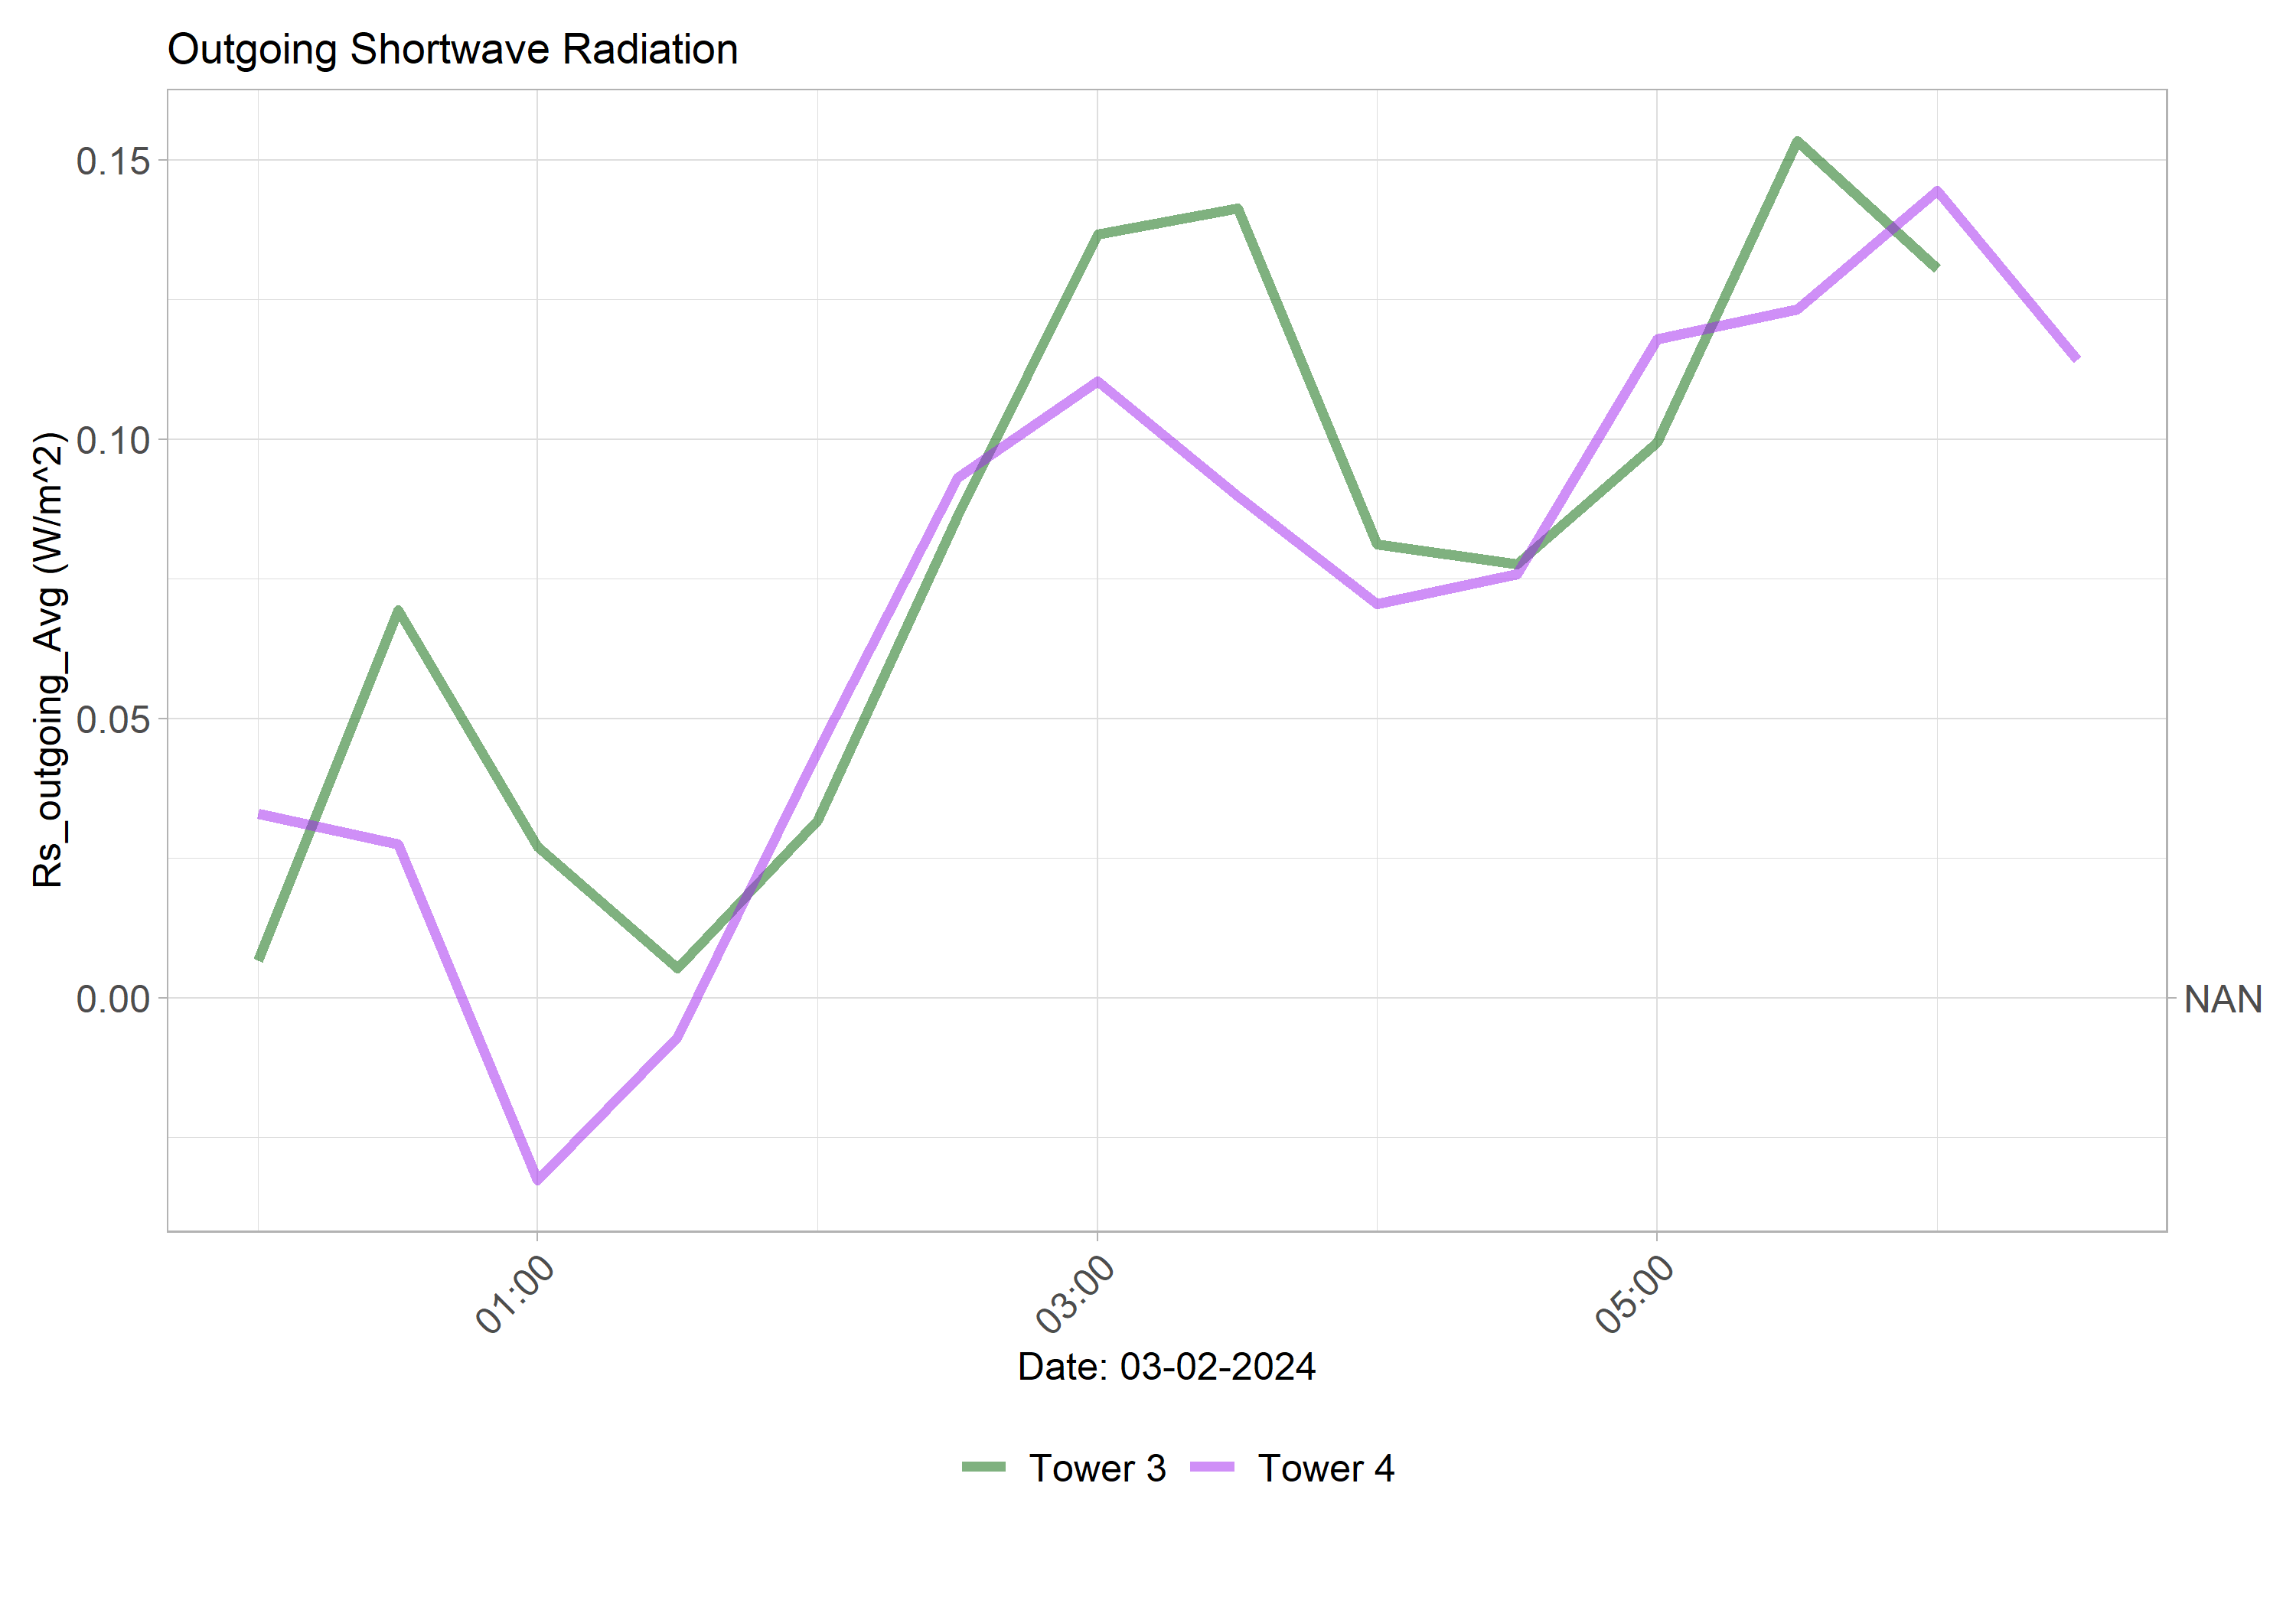 Outgoing Shortwave Radiation
Rs_outgoing_Avg (W/m^2)
0.15
0.10
0.05
0.00
NAN
01:00
03:00
05:00
Date: 03-02-2024
Tower 3
Tower 4